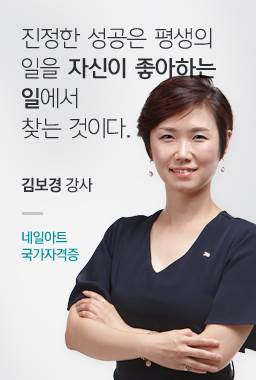 진정한 성공은 평생의
일을 자신이 좋아하는
일에서
찾는 것이다.
김보경 강사
네일아트
국가자격증